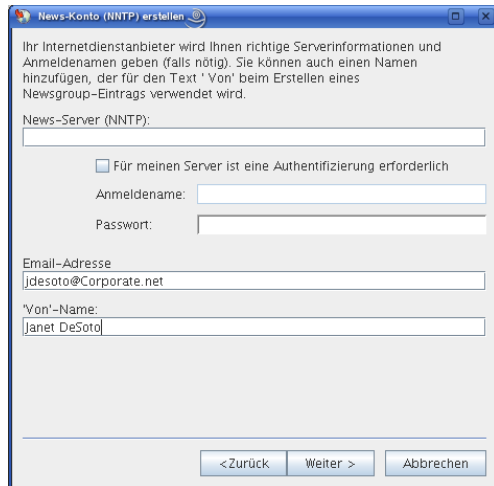 News-Konto (NNTP) erstellen
Ihr Internetdienstanbieter wird Ihnen richtige Serverinformationen und
Anmeldenamen geben (falls nötig). Sie können auch einen Namen
hinzufügen, der für den Text ' Von' beim Erstellen eines
Newsgroup-Eintrags verwendet wird.
News-Server (NNTP):
Für meinen Server ist eine Authentifizierung erforderlich
Anmeldename:
Passwort:
Email-Adresse
jdesoto@Corporate.net
'Von'-Name:
Janet DeSoto
<Zurück Weiter > Abbrechen